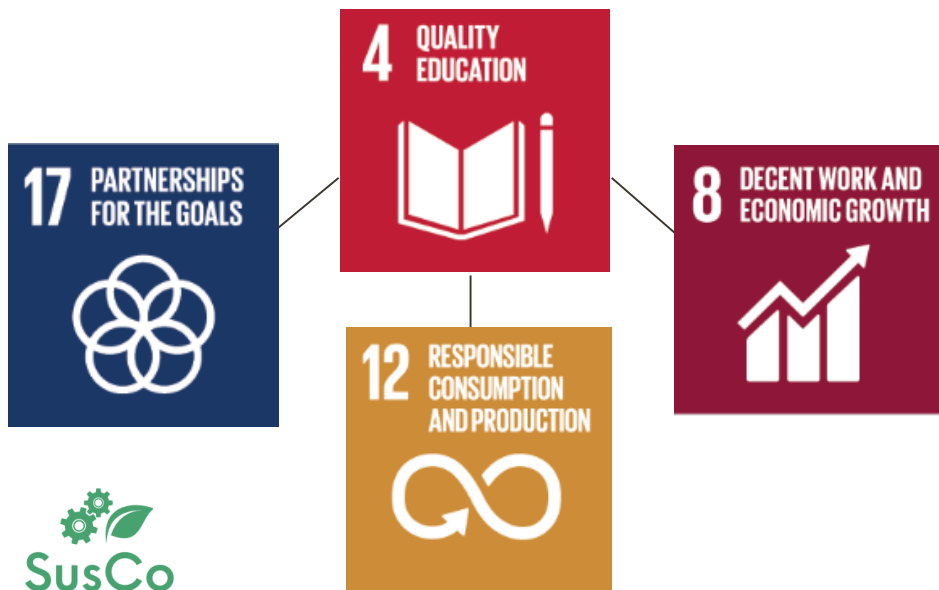 4 QUALITY
EDUCATION
17 PARTNERSHIPS
FOR THE GOALS
8 DECENT WORK AND
ECONOMIC GROWTH
12 RESPONSIBLE
CONSUMPTION
AND PRODUCTION
SusCo